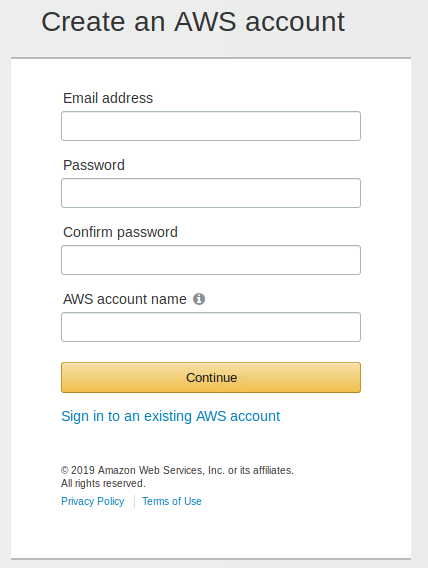 Create an AWS account
Email address
Password
Confirm password
AWS account name
Continue
Sign in to an existing AWS account
© 2019 Amazon Web Services, Inc. or its affiliates.
All rights reserved.
Privacy Policy | Terms of Use